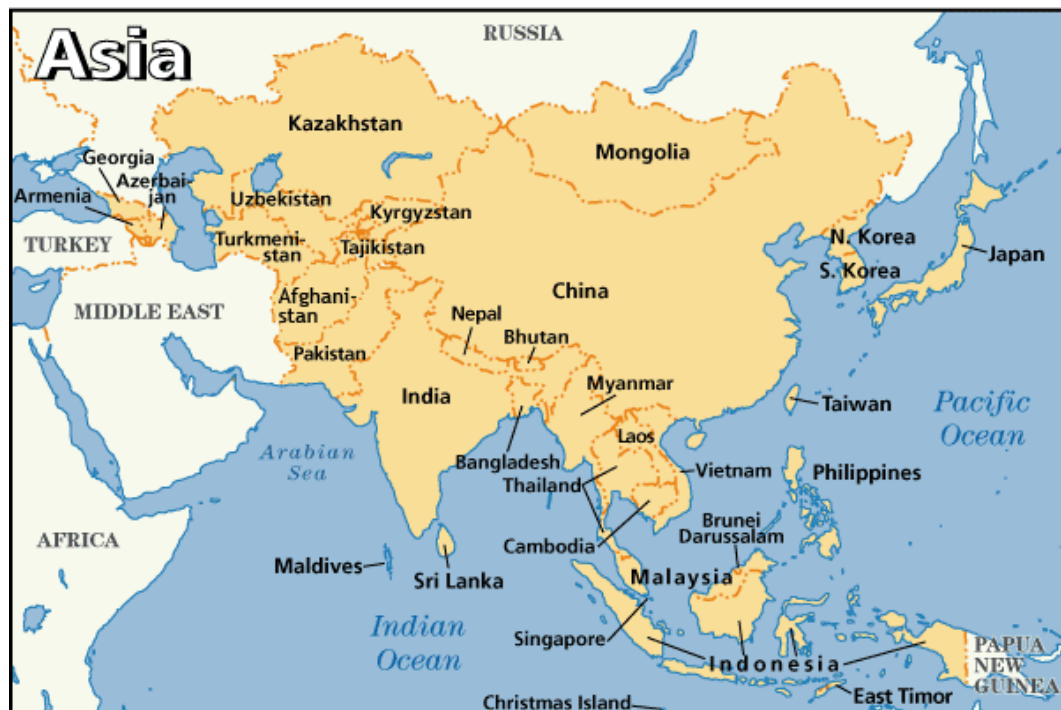 Asia
RUSSIA
Kazakhstan
Mongolia
Georgia
Azerbai-
jan
Armenia
Uzbekistan
Kyrgyzstan
TURKEY
Turkmeni-
stan
Tajikistan
N. Korea
S. Korea
Japan
MIDDLE EAST
Afghani-
stan
China
Nepal
Bhutan
Pakistan
India
Myanmar
Taiwan
Pacific
Ocean
Laos
Arabian
Sea
Bangladesh
Thailand
Vietnam
Philippines
AFRICA
Brunei
Darussalam
Cambodia
Maldives
Sri Lanka
Malaysia
Indian
Ocean
Singapore
Indonesia
PAPUA
NEW
GUINEA
East Timor
Christmas Island